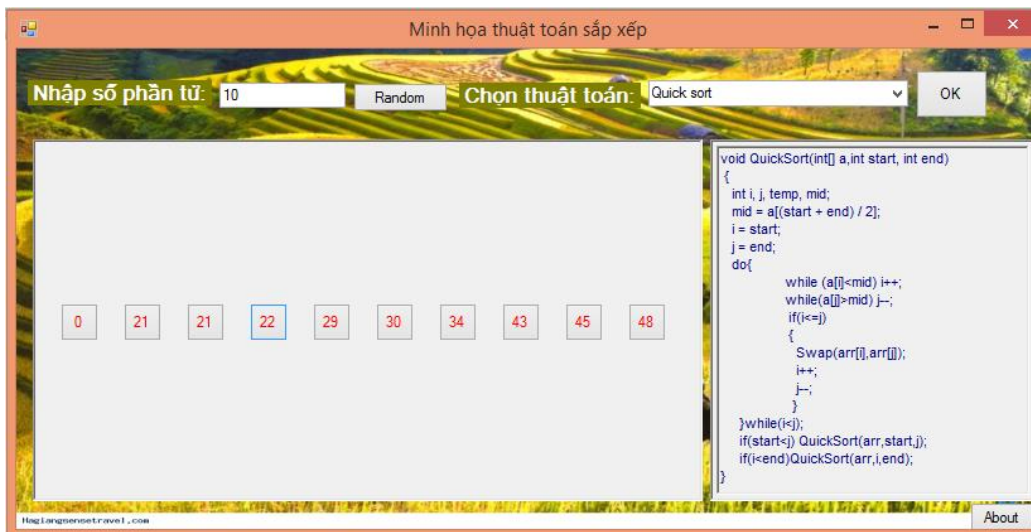 Minh họa thuật toán sắp xếp
Nhập số phần tử: 10 Random Chọn thuật toán: Quick sort OK
0 21 21 22 29 30 34 43 45 48
void QuickSort(int[] a,int start, int end)
{
int i, j, temp, mid;
mid = a[(start + end) / 2];
i = start;
j = end;
do{
while (a[i]<mid) i++;
while(a[j]>mid) j--;
if(i<=j)
{
Swap(arr[i],arr[j]);
i++;
j--;
}
}while(i<j);
if(start<j) QuickSort(arr,start,j);
if(i<end)QuickSort(arr,i,end);
}
Hagiangsensetravel.com
About